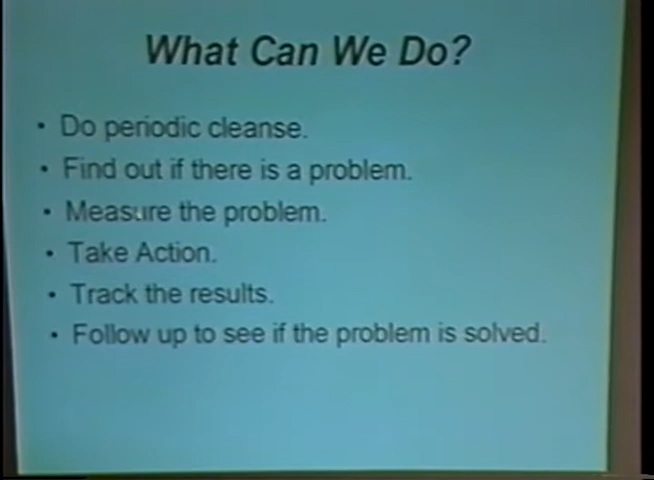 What Can We Do?
• Do periodic cleanse.
• Find out if there is a problem.
• Measure the problem.
• Take Action.
• Track the results.
• Follow up to see if the problem is solved.